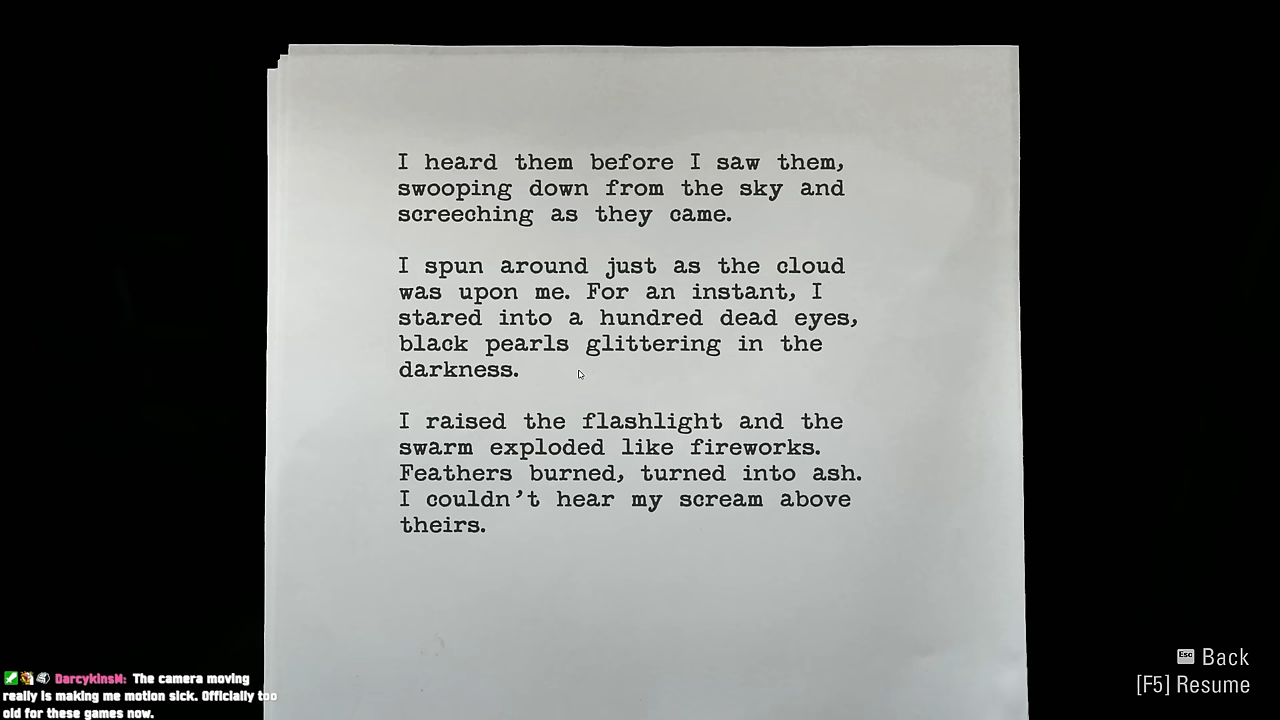 I heard them before I saw them,
swooping down from the sky and
screeching as they came.
I spun around just as the cloud
was upon me. For an instant, I
stared into a hundred dead eyes,
black pearls glittering in the
darkness.
I raised the flashlight and the
swarm exploded like fireworks.
Feathers burned, turned into ash.
I couldn't hear my scream above
theirs.
Esc Back
[F5] Resume
DarcykinsM: The camera moving
really is making me motion sick. Officially too
old for these games now.